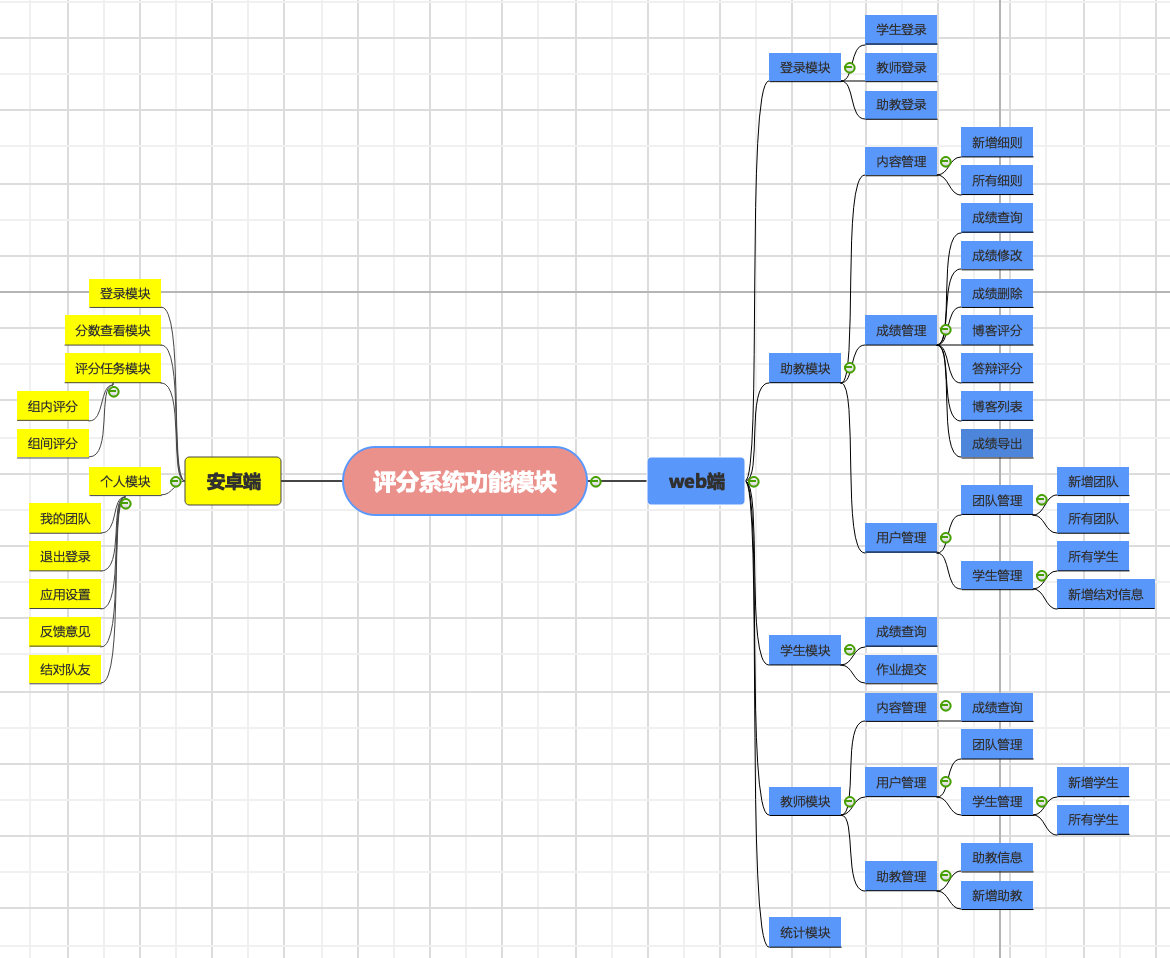 评分系统功能模块
安卓端
登录模块
分数查看模块
评分任务模块
组内评分
组间评分
个人模块
我的团队
退出登录
应用设置
反馈意见
结对队友
web端
登录模块
学生登录
教师登录
助教登录
助教模块
内容管理
新增细则
所有细则
成绩管理
成绩查询
成绩修改
成绩删除
博客评分
答辩评分
博客列表
成绩导出
用户管理
团队管理
新增团队
所有团队
学生管理
所有学生
新增结对信息
学生模块
成绩查询
作业提交
教师模块
内容管理
成绩查询
用户管理
团队管理
学生管理
新增学生
所有学生
助教管理
助教信息
新增助教
统计模块